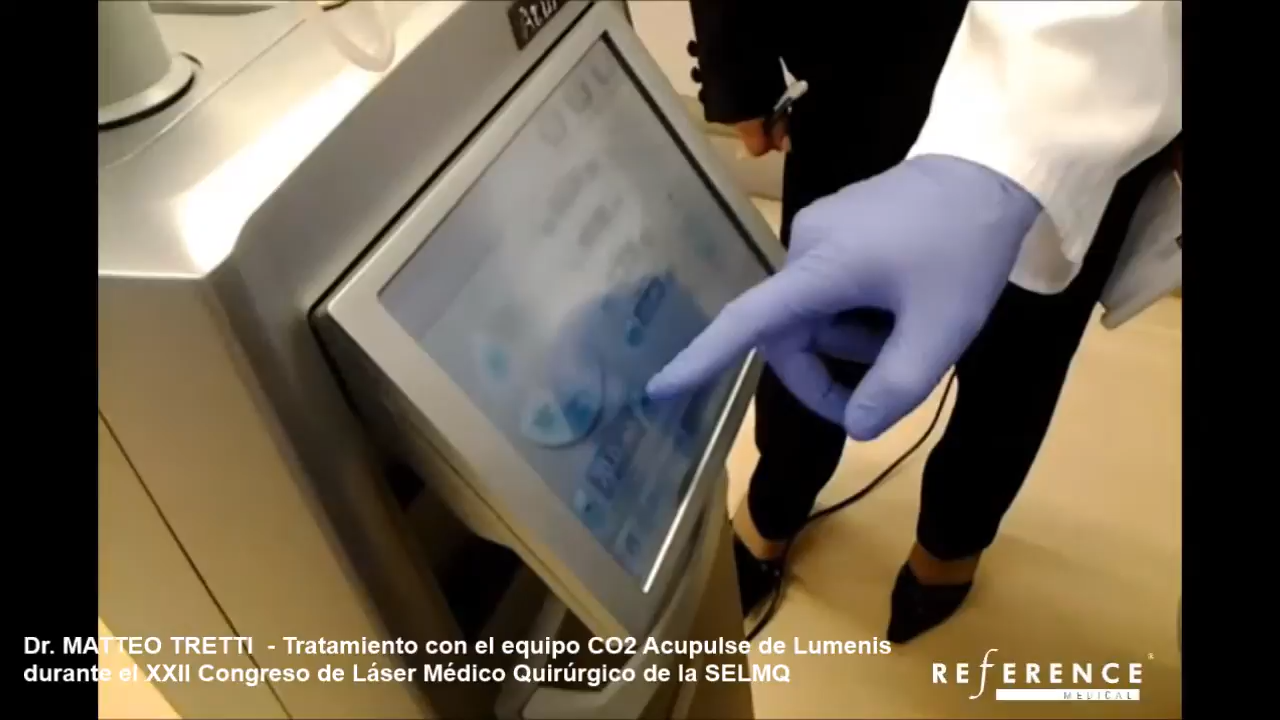 Acu
Dr. MATTEO TRETTI - Tratamiento con el equipo CO2 Acupulse de Lumenis
durante el XXII Congreso de Láser Médico Quirúrgico de la SELMQ
REfERENCE
MEDICAL